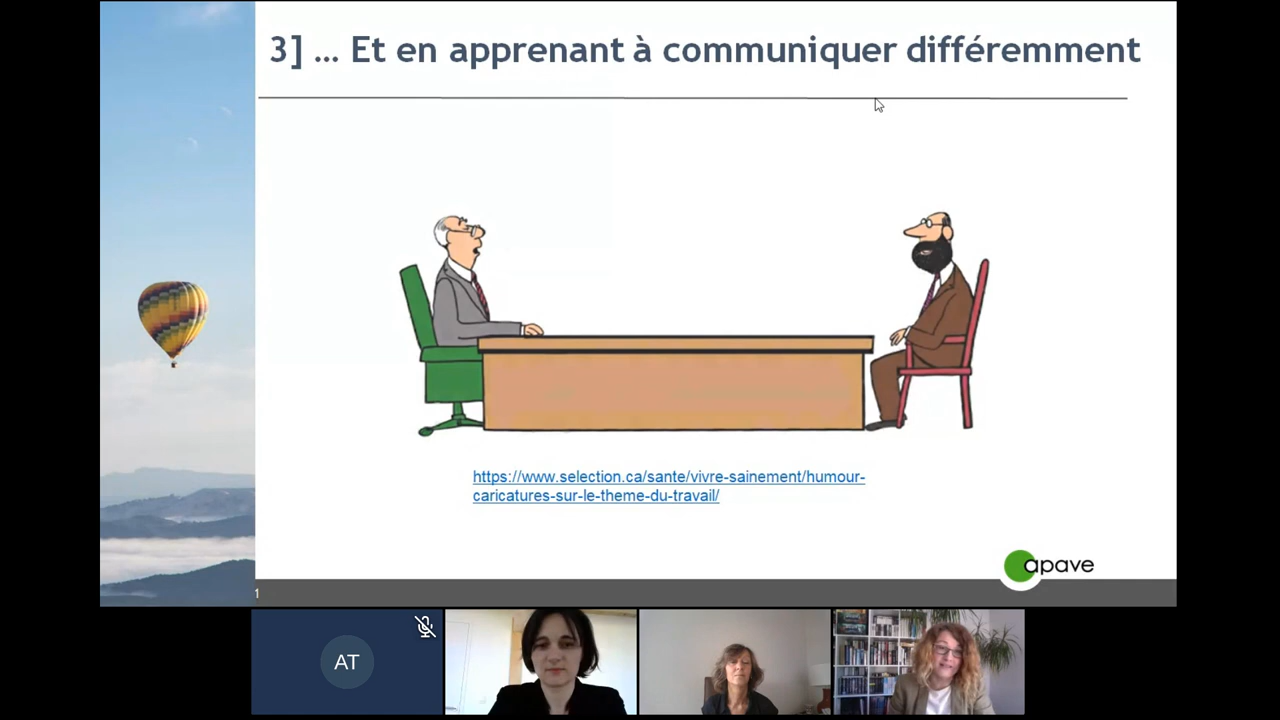 3] ... Et en apprenant à communiquer différemment
https://www.selection.ca/sante/vivre-sainement/humour-
caricatures-sur-le-theme-du-travail/
apave
1
AT